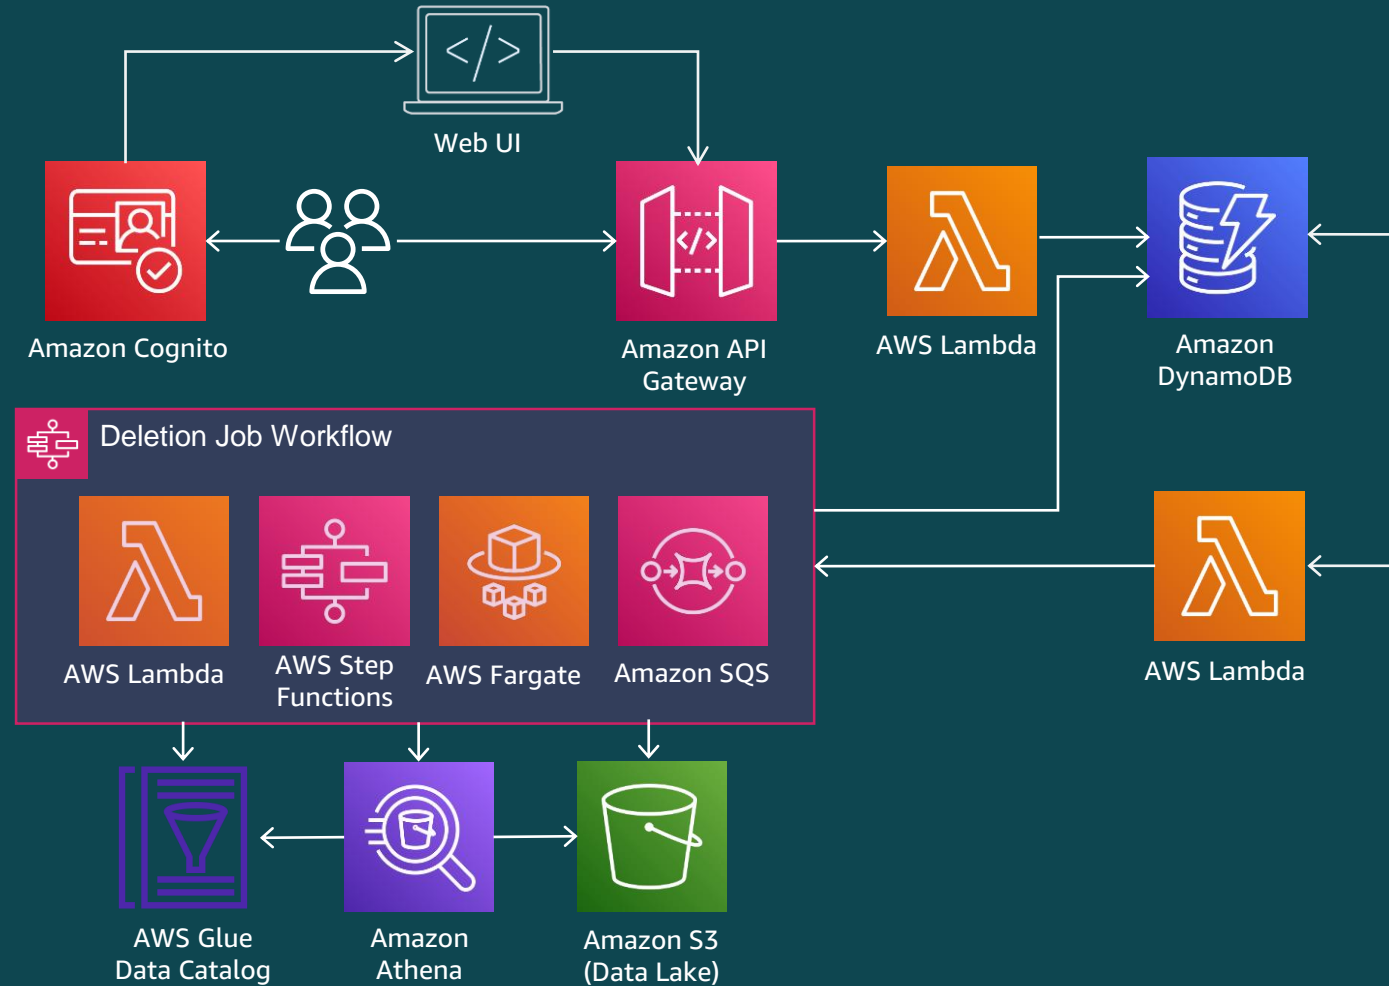 </>
Web UI
</>
Amazon Cognito
Amazon API
Gateway
AWS Lambda
Amazon
DynamoDB
Deletion Job Workflow
AWS Lambda
AWS Step
Functions
AWS Fargate
Amazon SQS
AWS Lambda
AWS Glue
Data Catalog
Amazon
Athena
Amazon S3
(Data Lake)